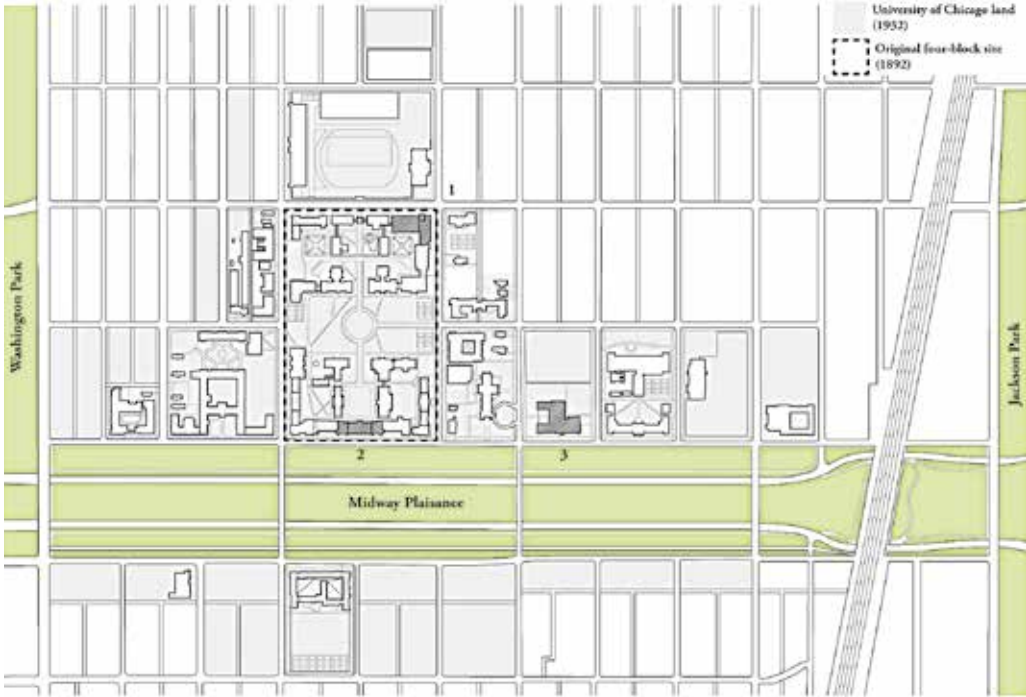 University of Chicago land
(1932)
Original four-block site
(1892)
1
Washington Park
Jackson Park
2
3
Midway Plaisance